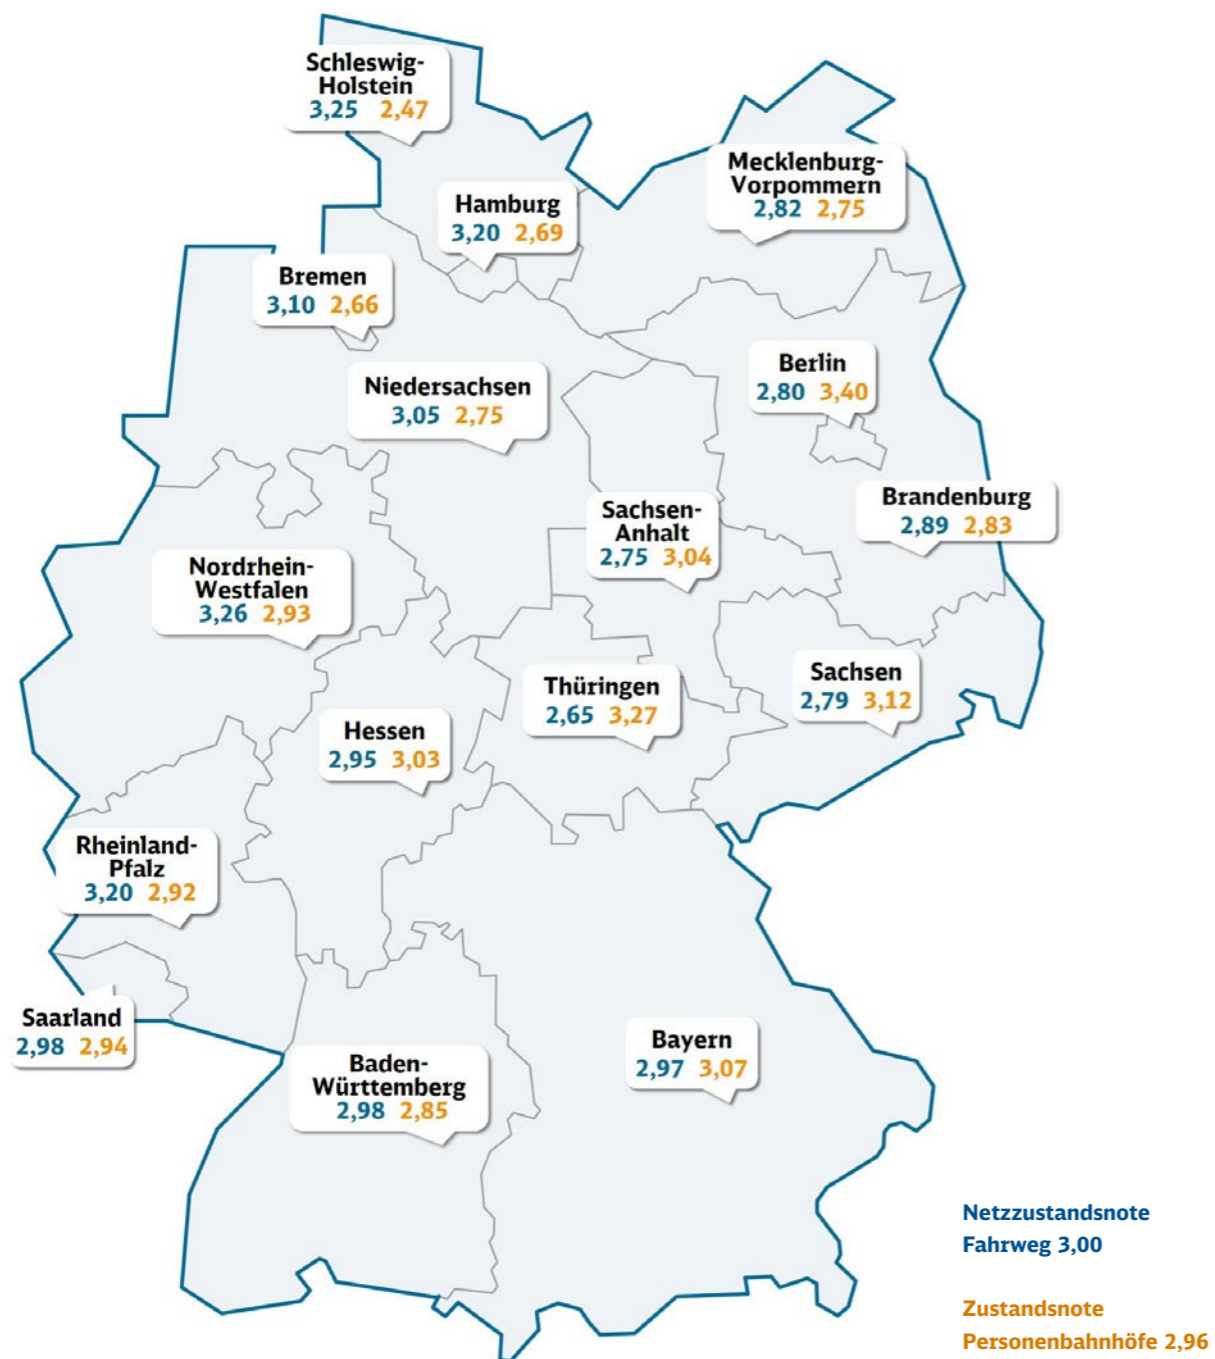 Schleswig-
Holstein
3,25 2,47
Mecklenburg-
Vorpommern
2,82 2,75
Hamburg
3,20 2,69
Bremen
3,10 2,66
Niedersachsen
3,05 2,75
Berlin
2,80 3,40
Brandenburg
2,89 2,83
Sachsen-
Anhalt
2,75 3,04
Nordrhein-
Westfalen
3,26 2,93
Sachsen
2,79 3,12
Thüringen
2,65 3,27
Hessen
2,95 3,03
Rheinland-
Pfalz
3,20 2,92
Saarland
2,98 2,94
Baden-
Württemberg
2,98 2,85
Bayern
2,97 3,07
Netzzustandsnote
Fahrweg 3,00
Zustandsnote
Personenbahnhöfe 2,96